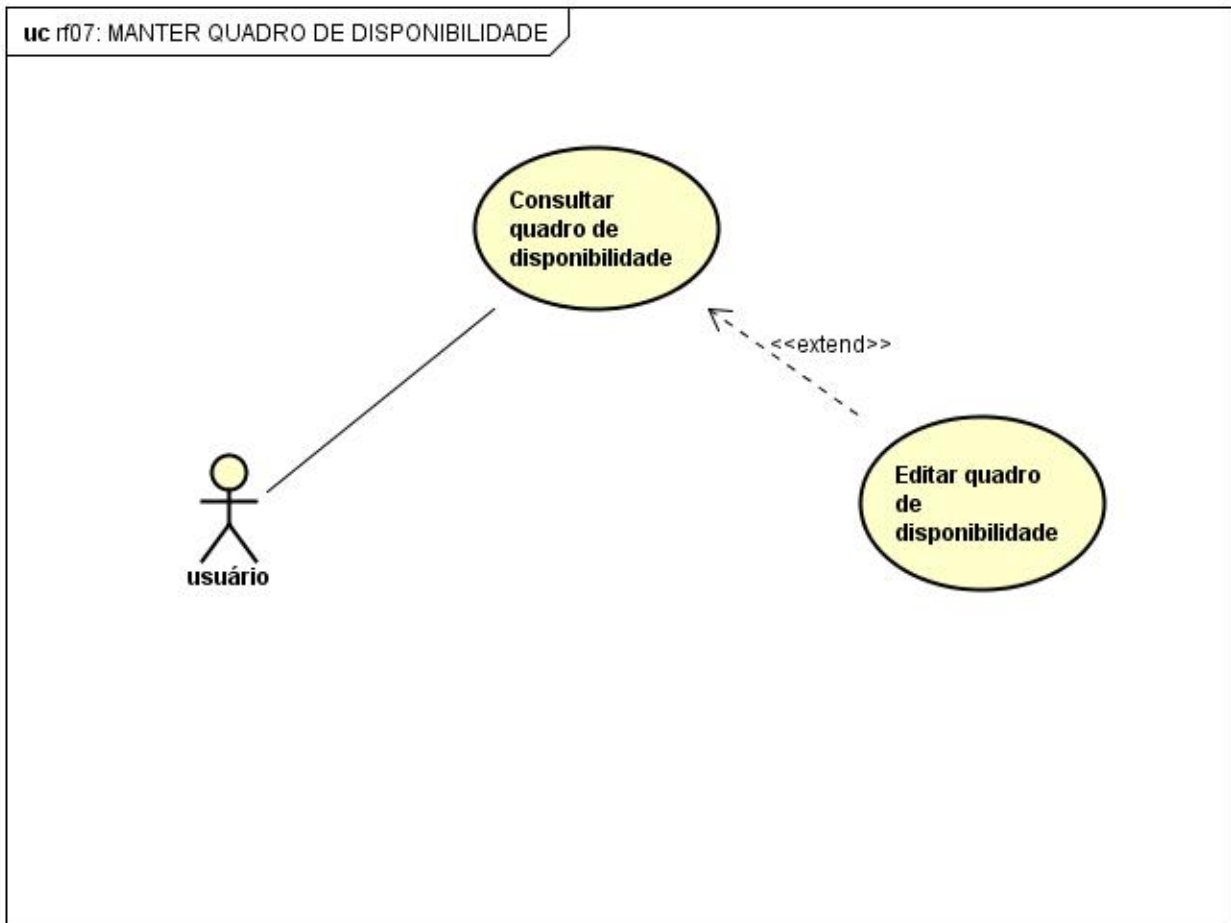 uc rf07: MANTER QUADRO DE DISPONIBILIDADE
Consultar
quadro de
disponibilidade
<<extend>>
Editar quadro
de
disponibilidade
usuário